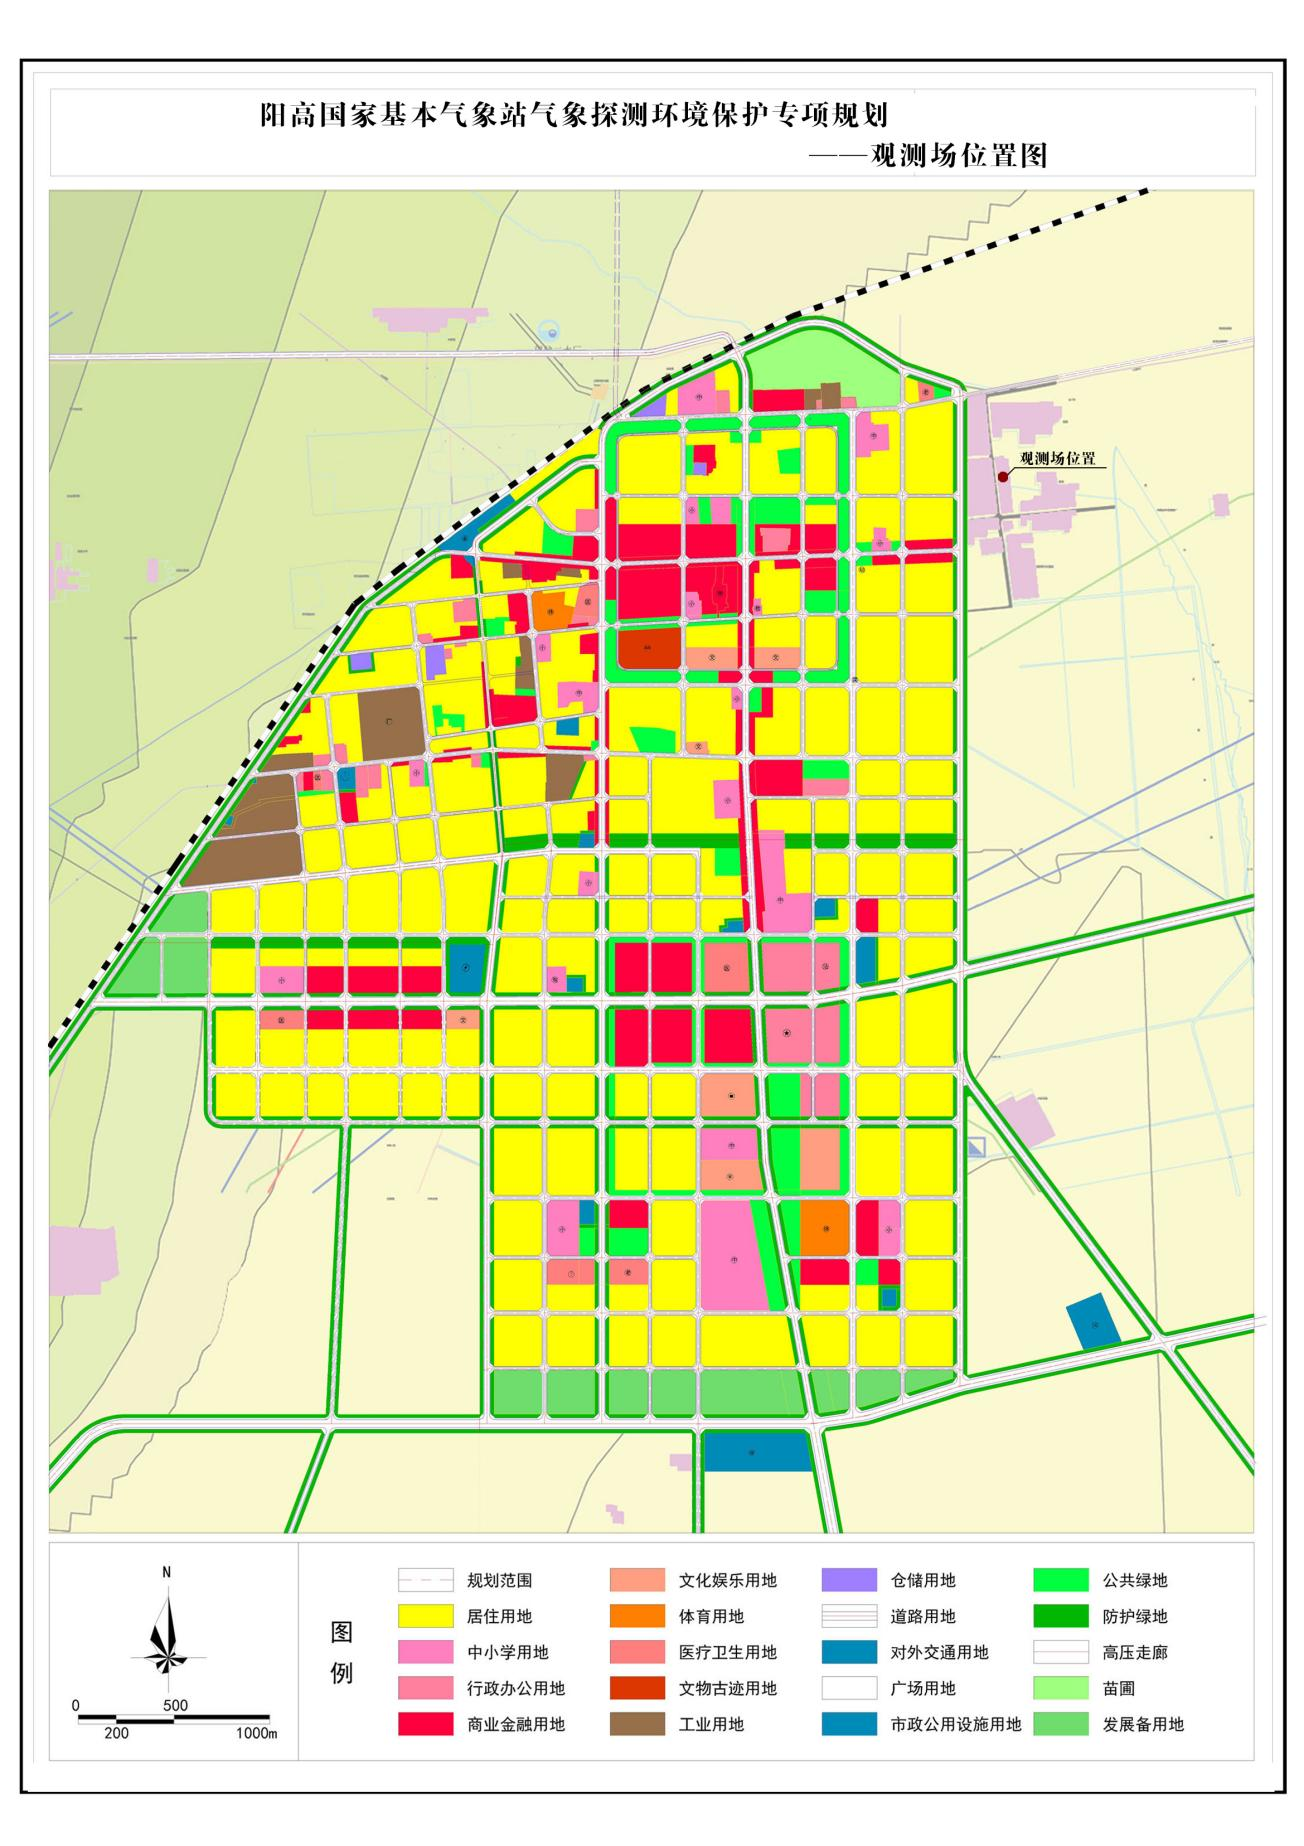 阳高国家基本气象站气象探测环境保护专项规划
——观测场位置图
观测场位置
N
0 500
200 1000m
图例
规划范围
居住用地
中小学用地
行政办公用地
商业金融用地
文化娱乐用地
体育用地
医疗卫生用地
文物古迹用地
工业用地
仓储用地
道路用地
对外交通用地
广场用地
市政公用设施用地
公共绿地
防护绿地
高压走廊
苗圃
发展备用地